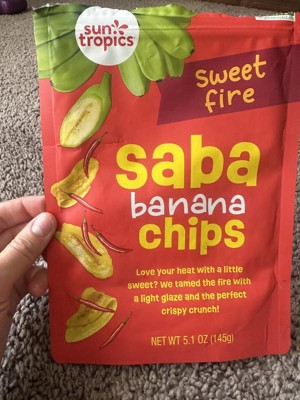 sun
tropics
sweet
fire
saba
banana
chips
Love your heat with a little
sweet? We tamed the fire with
a light glaze and the perfect
crispy crunch!
NET WT 5.1 OZ (145g)